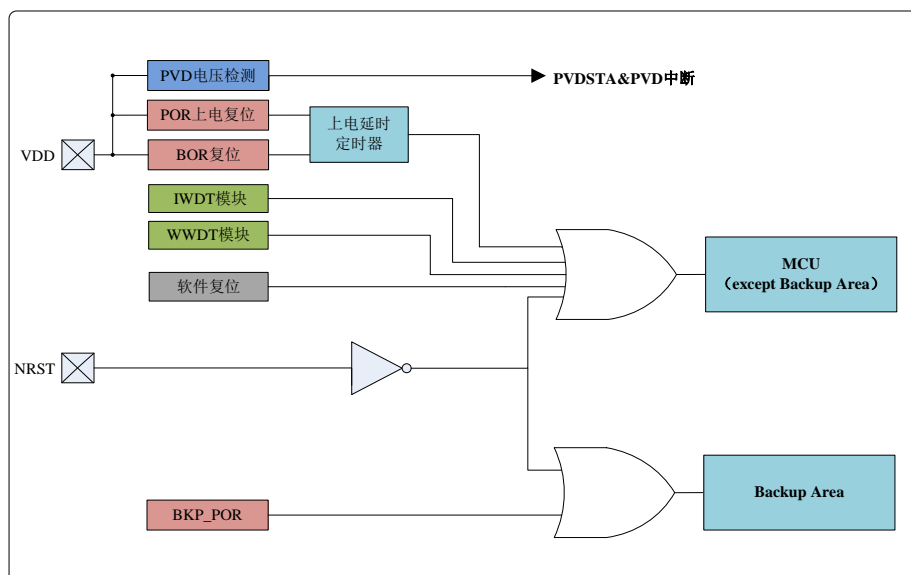 PVD电压检测
PVDSTA&PVD中断
POR上电复位
上电延时
定时器
VDD
BOR复位
IWDT模块
WWDT模块
MCU
（except Backup Area）
软件复位
NRST
Backup Area
BKP_POR